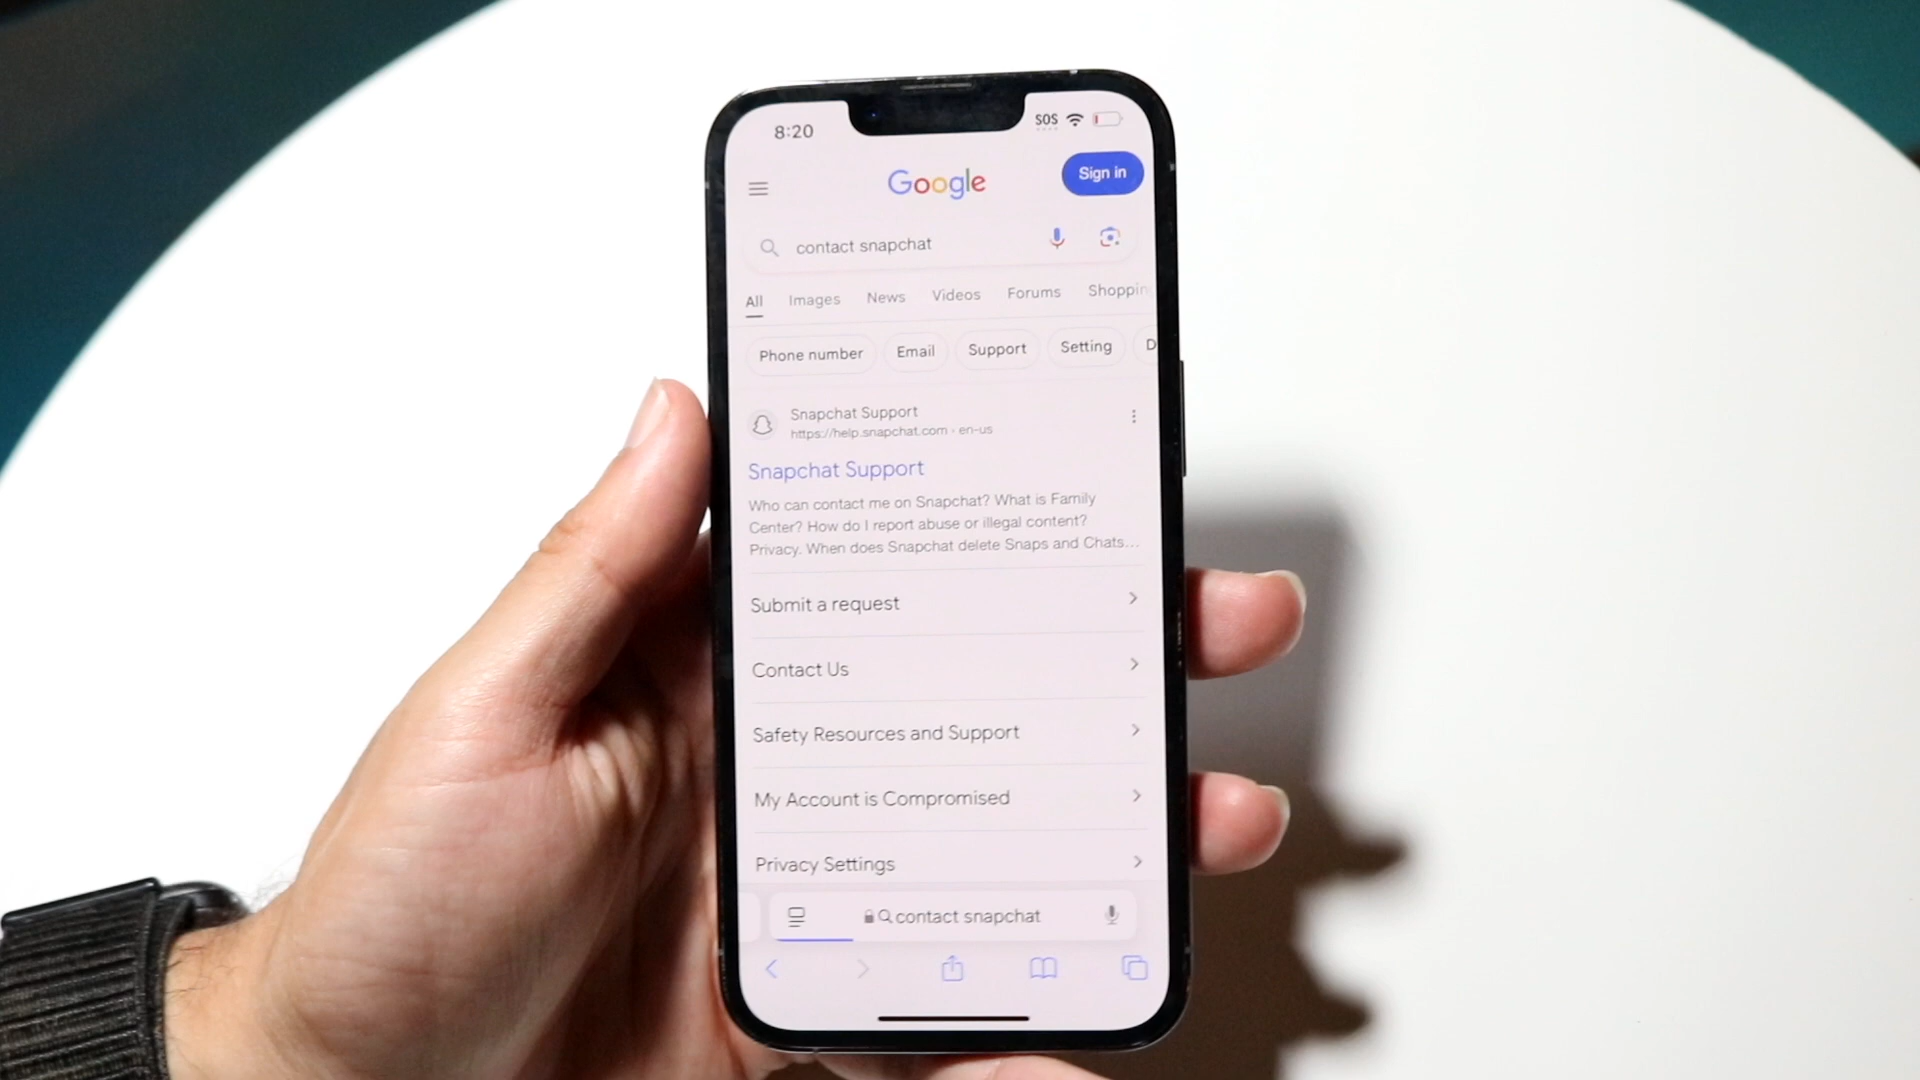 8:20
SOS
Google
Sign in
contact snapchat
All Images News Videos Forums Shoppin
Phone number Email Support Setting D
Snapchat Support
https://help.snapchat.com › en-us
Snapchat Support
Who can contact me on Snapchat? What is Family
Center? How do I report abuse or illegal content?
Privacy. When does Snapchat delete Snaps and Chats...
Submit a request
Contact Us
Safety Resources and Support
My Account is Compromised
Privacy Settings
contact snapchat